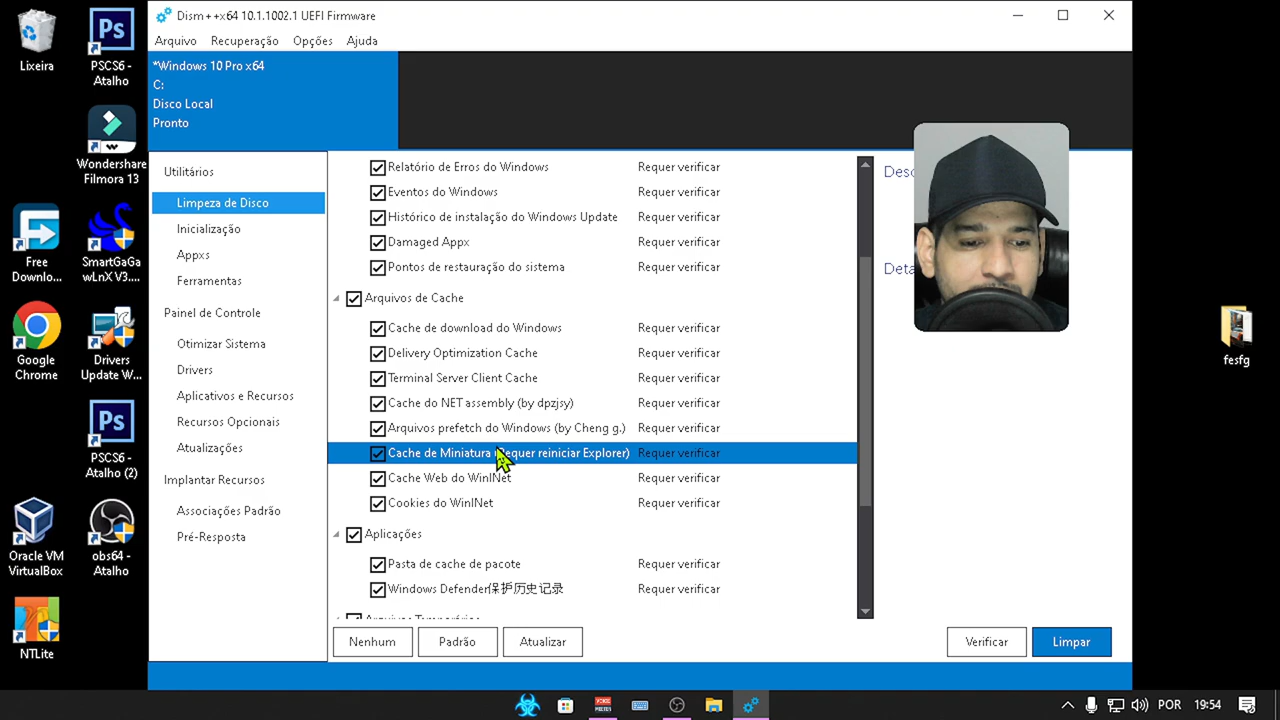 Dism++x64 10.1.1002.1 UEFI Firmware
Arquivo Recuperação Opções Ajuda
*Windows 10 Pro x64
C:
Disco Local
Pronto
Utilitários
Limpeza de Disco
Inicialização
Appxs
Ferramentas
Painel de Controle
Otimizar Sistema
Drivers
Aplicativos e Recursos
Recursos Opcionais
Atualizações
Implantar Recursos
Associações Padrão
Pré-Resposta
Relatório de Erros do Windows Requer verificar
Eventos do Windows Requer verificar
Histórico de instalação do Windows Update Requer verificar
Damaged Appx Requer verificar
Pontos de restauração do sistema Requer verificar
Arquivos de Cache
Cache de download do Windows Requer verificar
Delivery Optimization Cache Requer verificar
Terminal Server Client Cache Requer verificar
Cache do NET assembly (by dpzjsy) Requer verificar
Arquivos prefetch do Windows (by Cheng g.) Requer verificar
Cache de Miniatura (Requer reiniciar Explorer) Requer verificar
Cache Web do WinINet Requer verificar
Cookies do WinINet Requer verificar
Aplicações
Pasta de cache de pacote Requer verificar
Windows Defender保护历史记录 Requer verificar
Arquivos Temporários
Nenhum Padrão Atualizar Verificar Limpar
Lixeira
PSCS6 -
Atalho
Wondershare
Filmora 13
Free
Downlo...
SmartGaGa
wLnX V3....
Google
Chrome
Drivers
Update W...
PSCS6 -
Atalho (2)
Oracle VM
VirtualBox
obs64 -
Atalho
NTLite
fesfg
POR 19:54